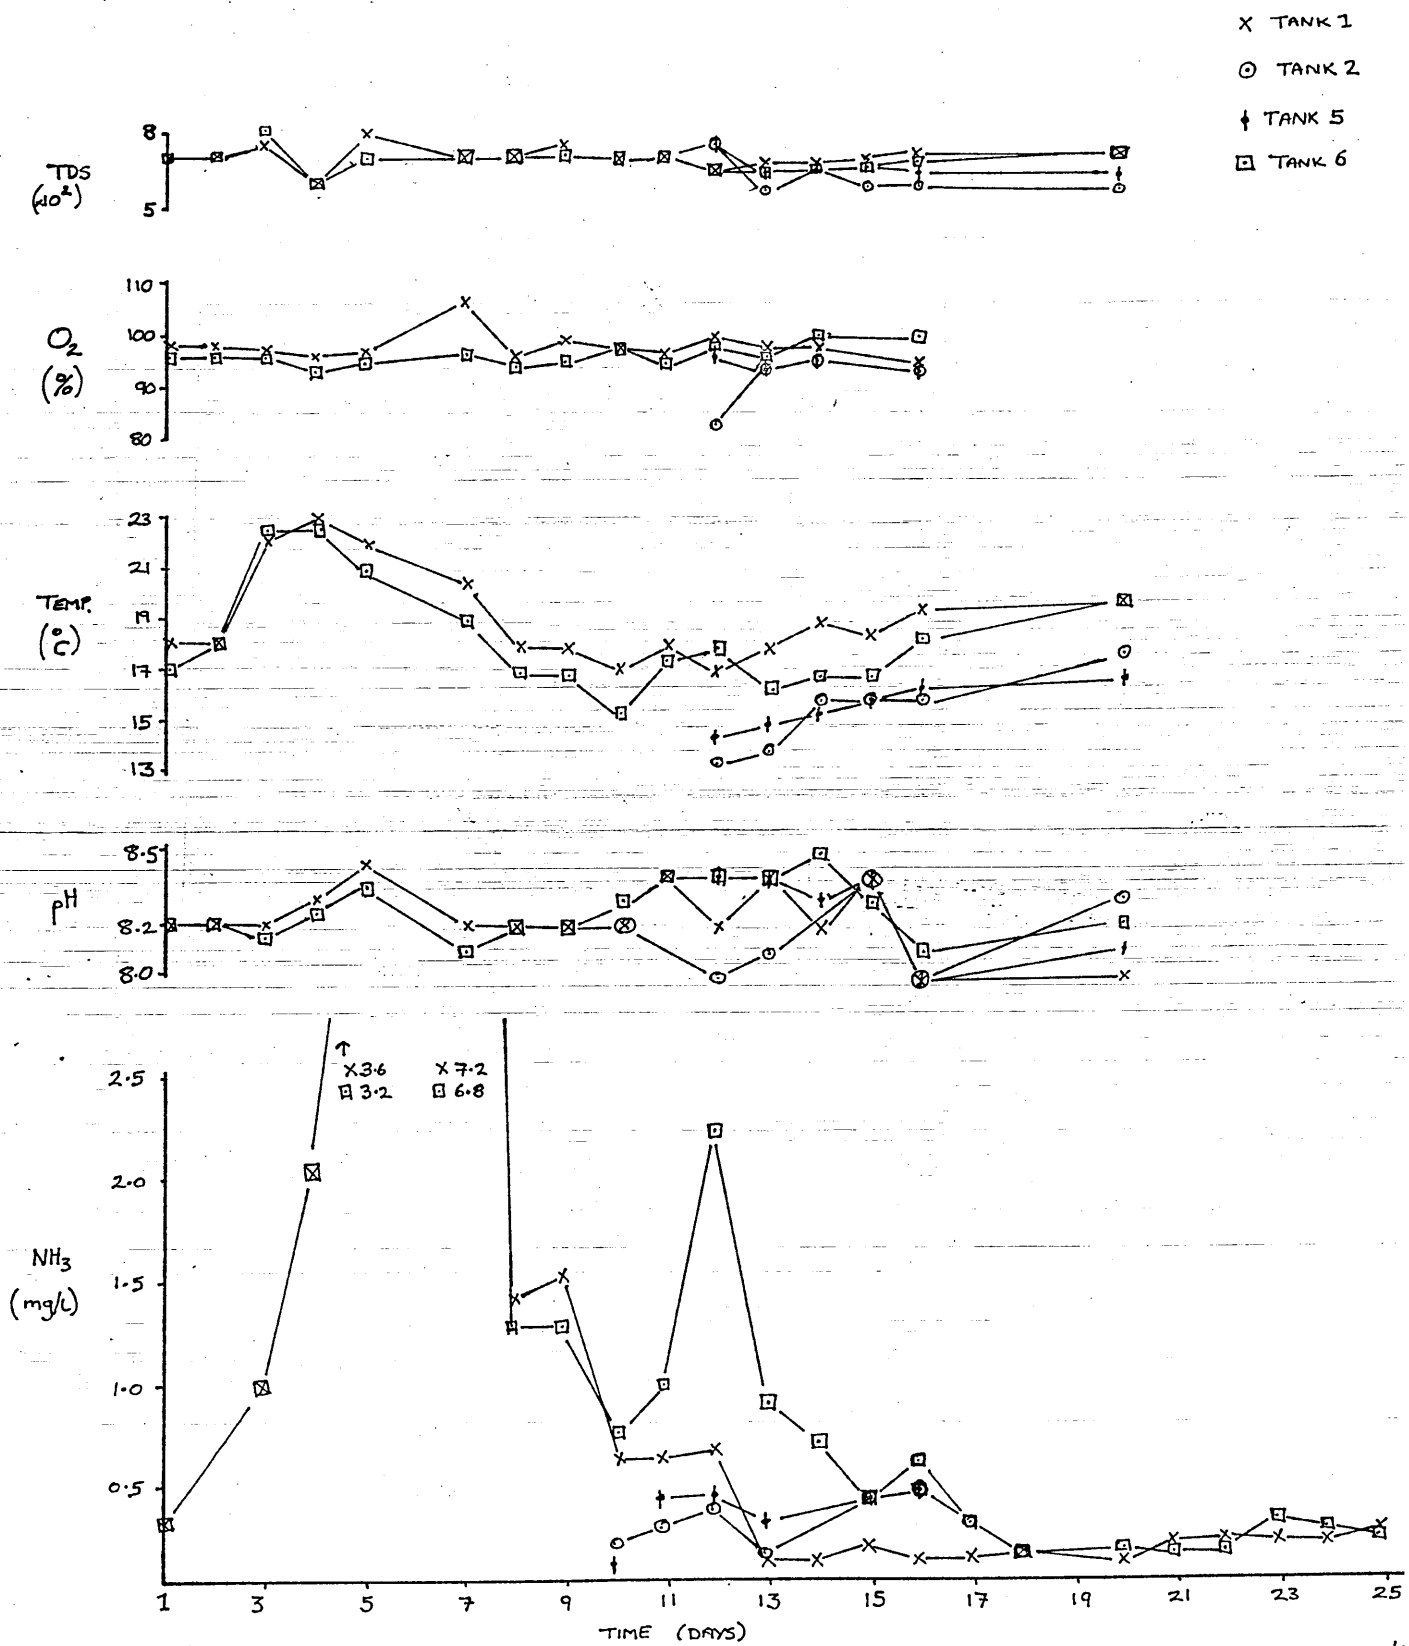 x TANK 1
⊙ TANK 2
TANK 5
⊡ TANK 6
8
TDS
(x10²)
5
110
O₂
100
(%)
90
80
23
21
TEMP.
19
(°C)
17
15
13
8.5
pH
8.2
8.0
↑
x3.6 x7.2
2.5
⊡ 3.2 ⊡ 6.8
2.0
NH₃
1.5
(mg/L)
1.0
0.5
1 3 5 7 9 11 13 15 17 19 21 23 25
TIME (DAYS)